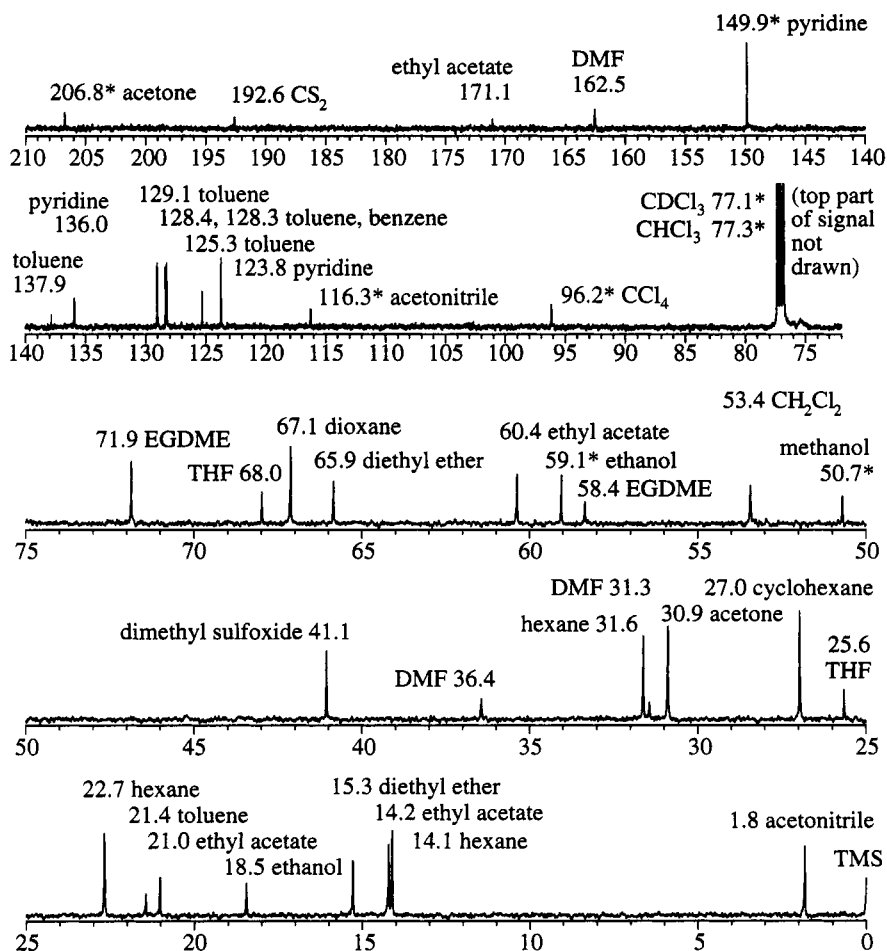 149.9* pyridine
206.8* acetone
192.6 CS2
ethyl acetate
171.1
DMF
162.5
210 205 200 195 190 185 180 175 170 165 160 155 150 145 140
pyridine
136.0
toluene
137.9
129.1 toluene
128.4, 128.3 toluene, benzene
125.3 toluene
123.8 pyridine
116.3* acetonitrile
96.2* CCl4
CDCl3 77.1*
CHCl3 77.3*
(top part
of signal
not
drawn)
140 135 130 125 120 115 110 105 100 95 90 85 80 75
71.9 EGDME
THF 68.0
67.1 dioxane
65.9 diethyl ether
60.4 ethyl acetate
59.1* ethanol
58.4 EGDME
53.4 CH2Cl2
methanol
50.7*
75 70 65 60 55 50
dimethyl sulfoxide 41.1
DMF 36.4
DMF 31.3
hexane 31.6
27.0 cyclohexane
30.9 acetone
25.6
THF
50 45 40 35 30 25
22.7 hexane
21.4 toluene
21.0 ethyl acetate
18.5 ethanol
15.3 diethyl ether
14.2 ethyl acetate
14.1 hexane
1.8 acetonitrile
TMS
25 20 15 10 5 0